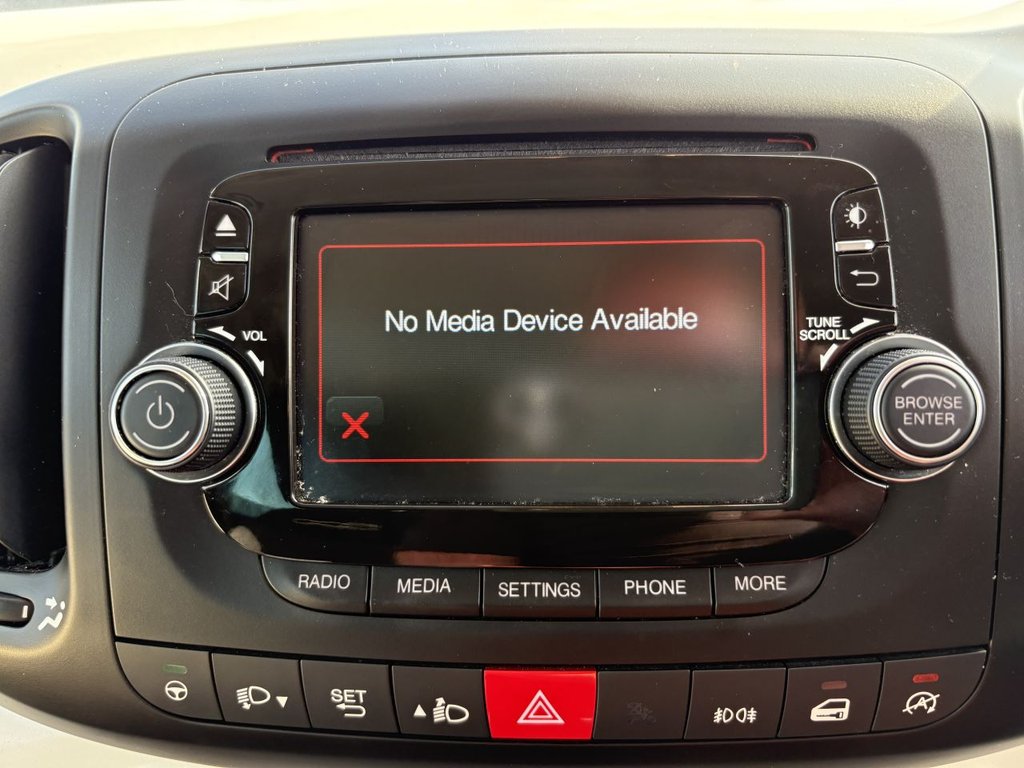 No Media Device Available
VOL
TUNE
SCROLL
BROWSE
ENTER
RADIO
MEDIA
SETTINGS
PHONE
MORE
SET
A